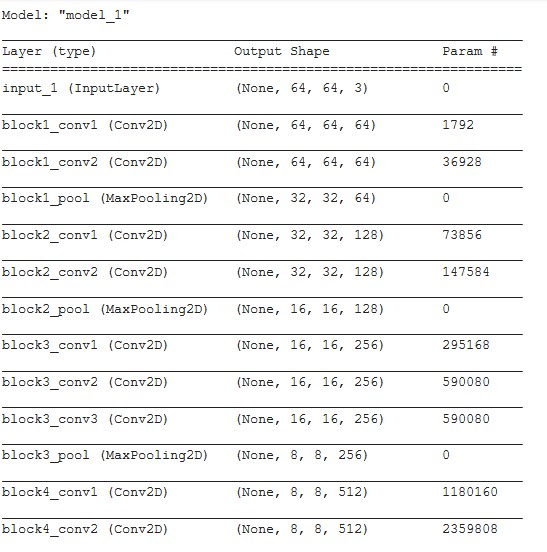 Model: "model_1"
Layer (type) Output Shape Param #
input_1 (InputLayer) (None, 64, 64, 3) 0
block1_conv1 (Conv2D) (None, 64, 64, 64) 1792
block1_conv2 (Conv2D) (None, 64, 64, 64) 36928
block1_pool (MaxPooling2D) (None, 32, 32, 64) 0
block2_conv1 (Conv2D) (None, 32, 32, 128) 73856
block2_conv2 (Conv2D) (None, 32, 32, 128) 147584
block2_pool (MaxPooling2D) (None, 16, 16, 128) 0
block3_conv1 (Conv2D) (None, 16, 16, 256) 295168
block3_conv2 (Conv2D) (None, 16, 16, 256) 590080
block3_conv3 (Conv2D) (None, 16, 16, 256) 590080
block3_pool (MaxPooling2D) (None, 8, 8, 256) 0
block4_conv1 (Conv2D) (None, 8, 8, 512) 1180160
block4_conv2 (Conv2D) (None, 8, 8, 512) 2359808